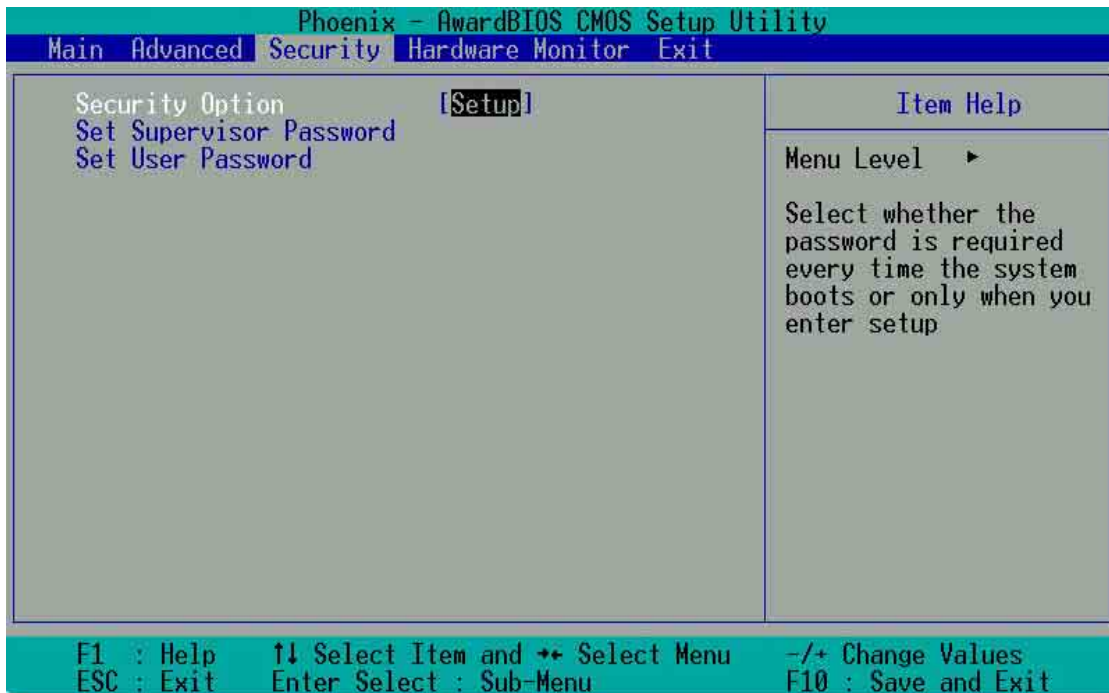 Phoenix - AwardBIOS CMOS Setup Utility
Main Advanced Security Hardware Monitor Exit
Security Option [Setup]
Set Supervisor Password
Set User Password
Item Help
Menu Level ▶
Select whether the
password is required
every time the system
boots or only when you
enter setup
F1 : Help ↑↓ Select Item and →← Select Menu -/+ Change Values
ESC : Exit Enter Select : Sub-Menu F10 : Save and Exit